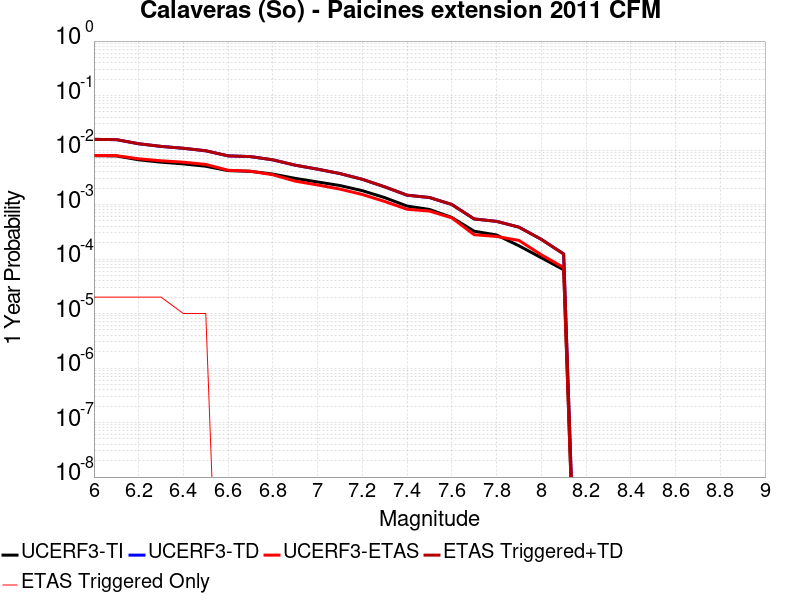 Calaveras (So) - Paicines extension 2011 CFM
10^0
10^-1
10^-2
10^-3
10^-4
10^-5
10^-6
10^-7
10^-8
1 Year Probability
6 6.2 6.4 6.6 6.8 7 7.2 7.4 7.6 7.8 8 8.2 8.4 8.6 8.8 9
Magnitude
UCERF3-TI UCERF3-TD UCERF3-ETAS ETAS Triggered+TD
ETAS Triggered Only